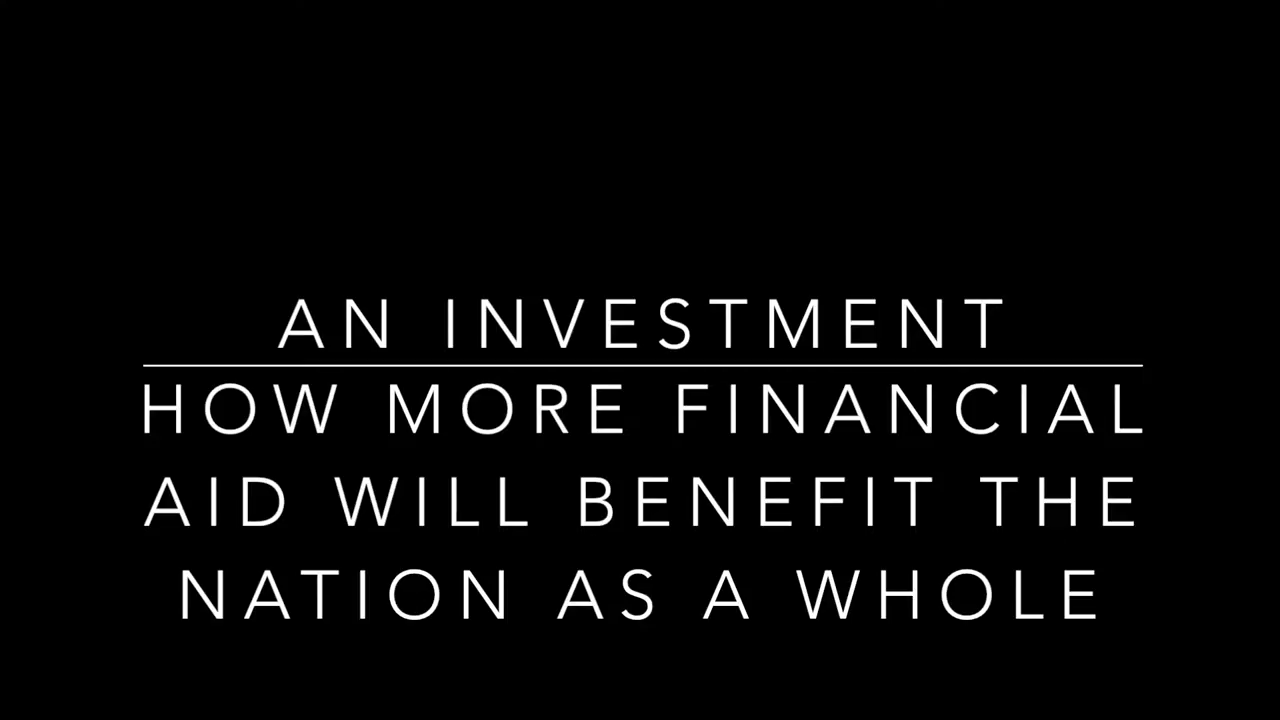 AN INVESTMENT
HOW MORE FINANCIAL
AID WILL BENEFIT THE
NATION AS A WHOLE